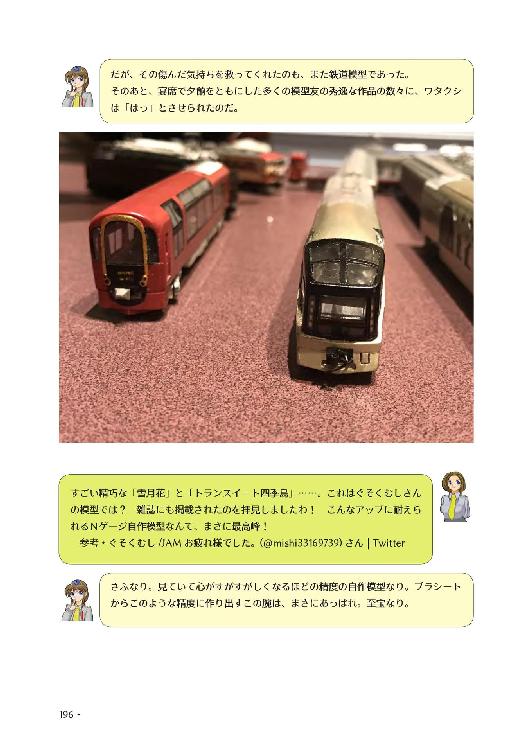 だが、その傷んだ気持ちを救ってくれたのも、また鉄道模型であった。
そのあと、宴席で夕餉をともにした多くの模型友の秀逸な作品の数々に、ワタクシ
は「はっ」とさせられたのだ。
すごい精巧な「雪月花」と「トランスイート四季島」……。これはぐそくむしさん
の模型では？　雑誌にも掲載されたのを拝見しましたわ！　こんなアップに耐えら
れるNゲージ自作模型なんて、まさに最高峰！
参考・ぐそくむし@JAMお疲れ様でした。(@mishi33169739) さん | Twitter
さふなり。見ていて心がすがすがしくなるほどの精度の自作模型なり。プラシート
からこのような精度に作り出すこの腕は、まさにあっぱれ。至宝なり。
196 -